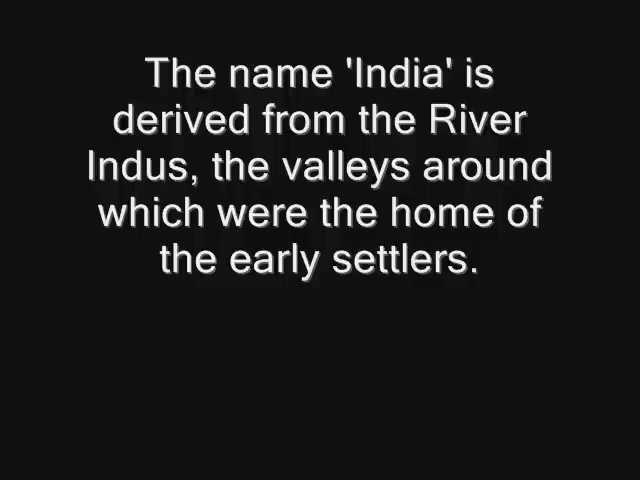 The name 'India' is
derived from the River
Indus, the valleys around
which were the home of
the early settlers.